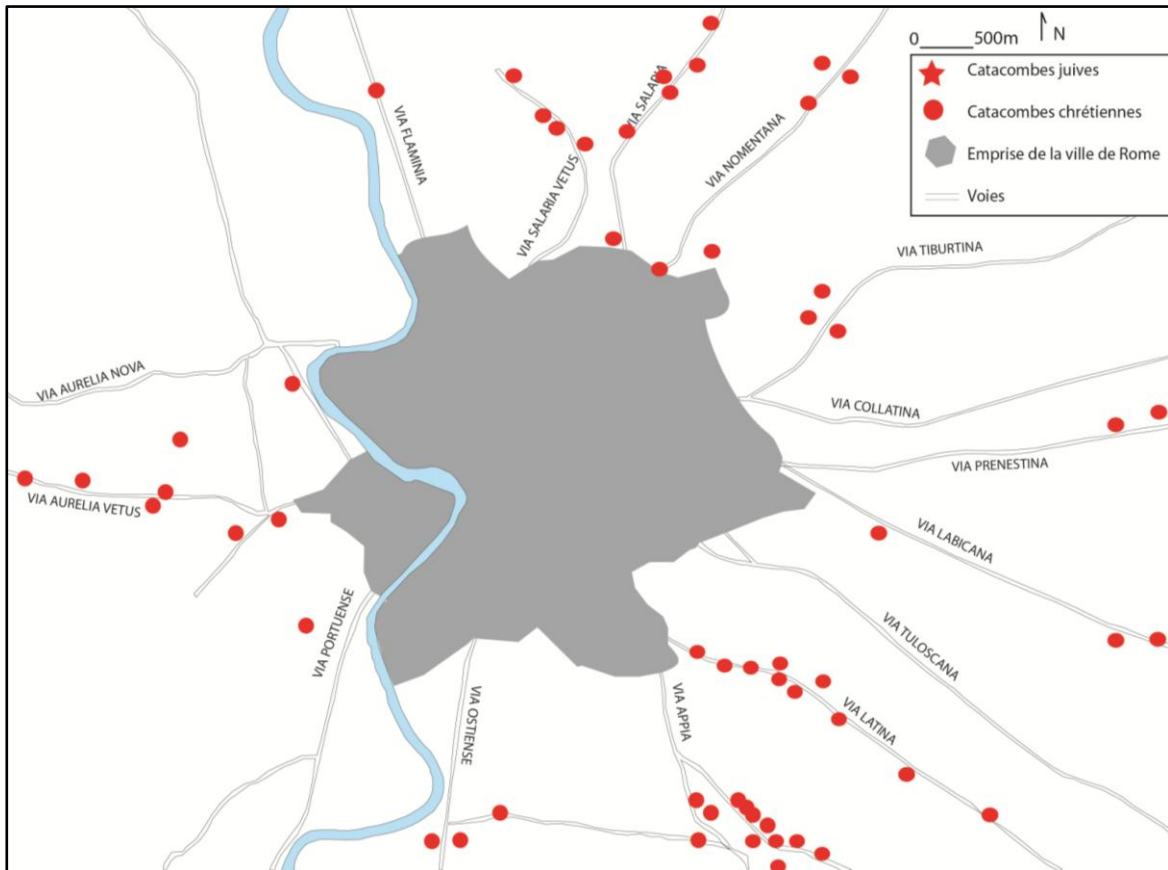 0 500m N
Catacombes juives
Catacombes chrétiennes
Emprise de la ville de Rome
Voies
VIA FLAMINIA
VIA SALARIA VETUS
VIA SALARIA
VIA NOMENTANA
VIA TIBURTINA
VIA AURELIA NOVA
VIA COLLATINA
VIA PRENESTINA
VIA AURELIA VETUS
VIA LABICANA
VIA PORTUENSE
VIA TULOSCANA
VIA OSTIENSE
VIA APPIA
VIA LATINA